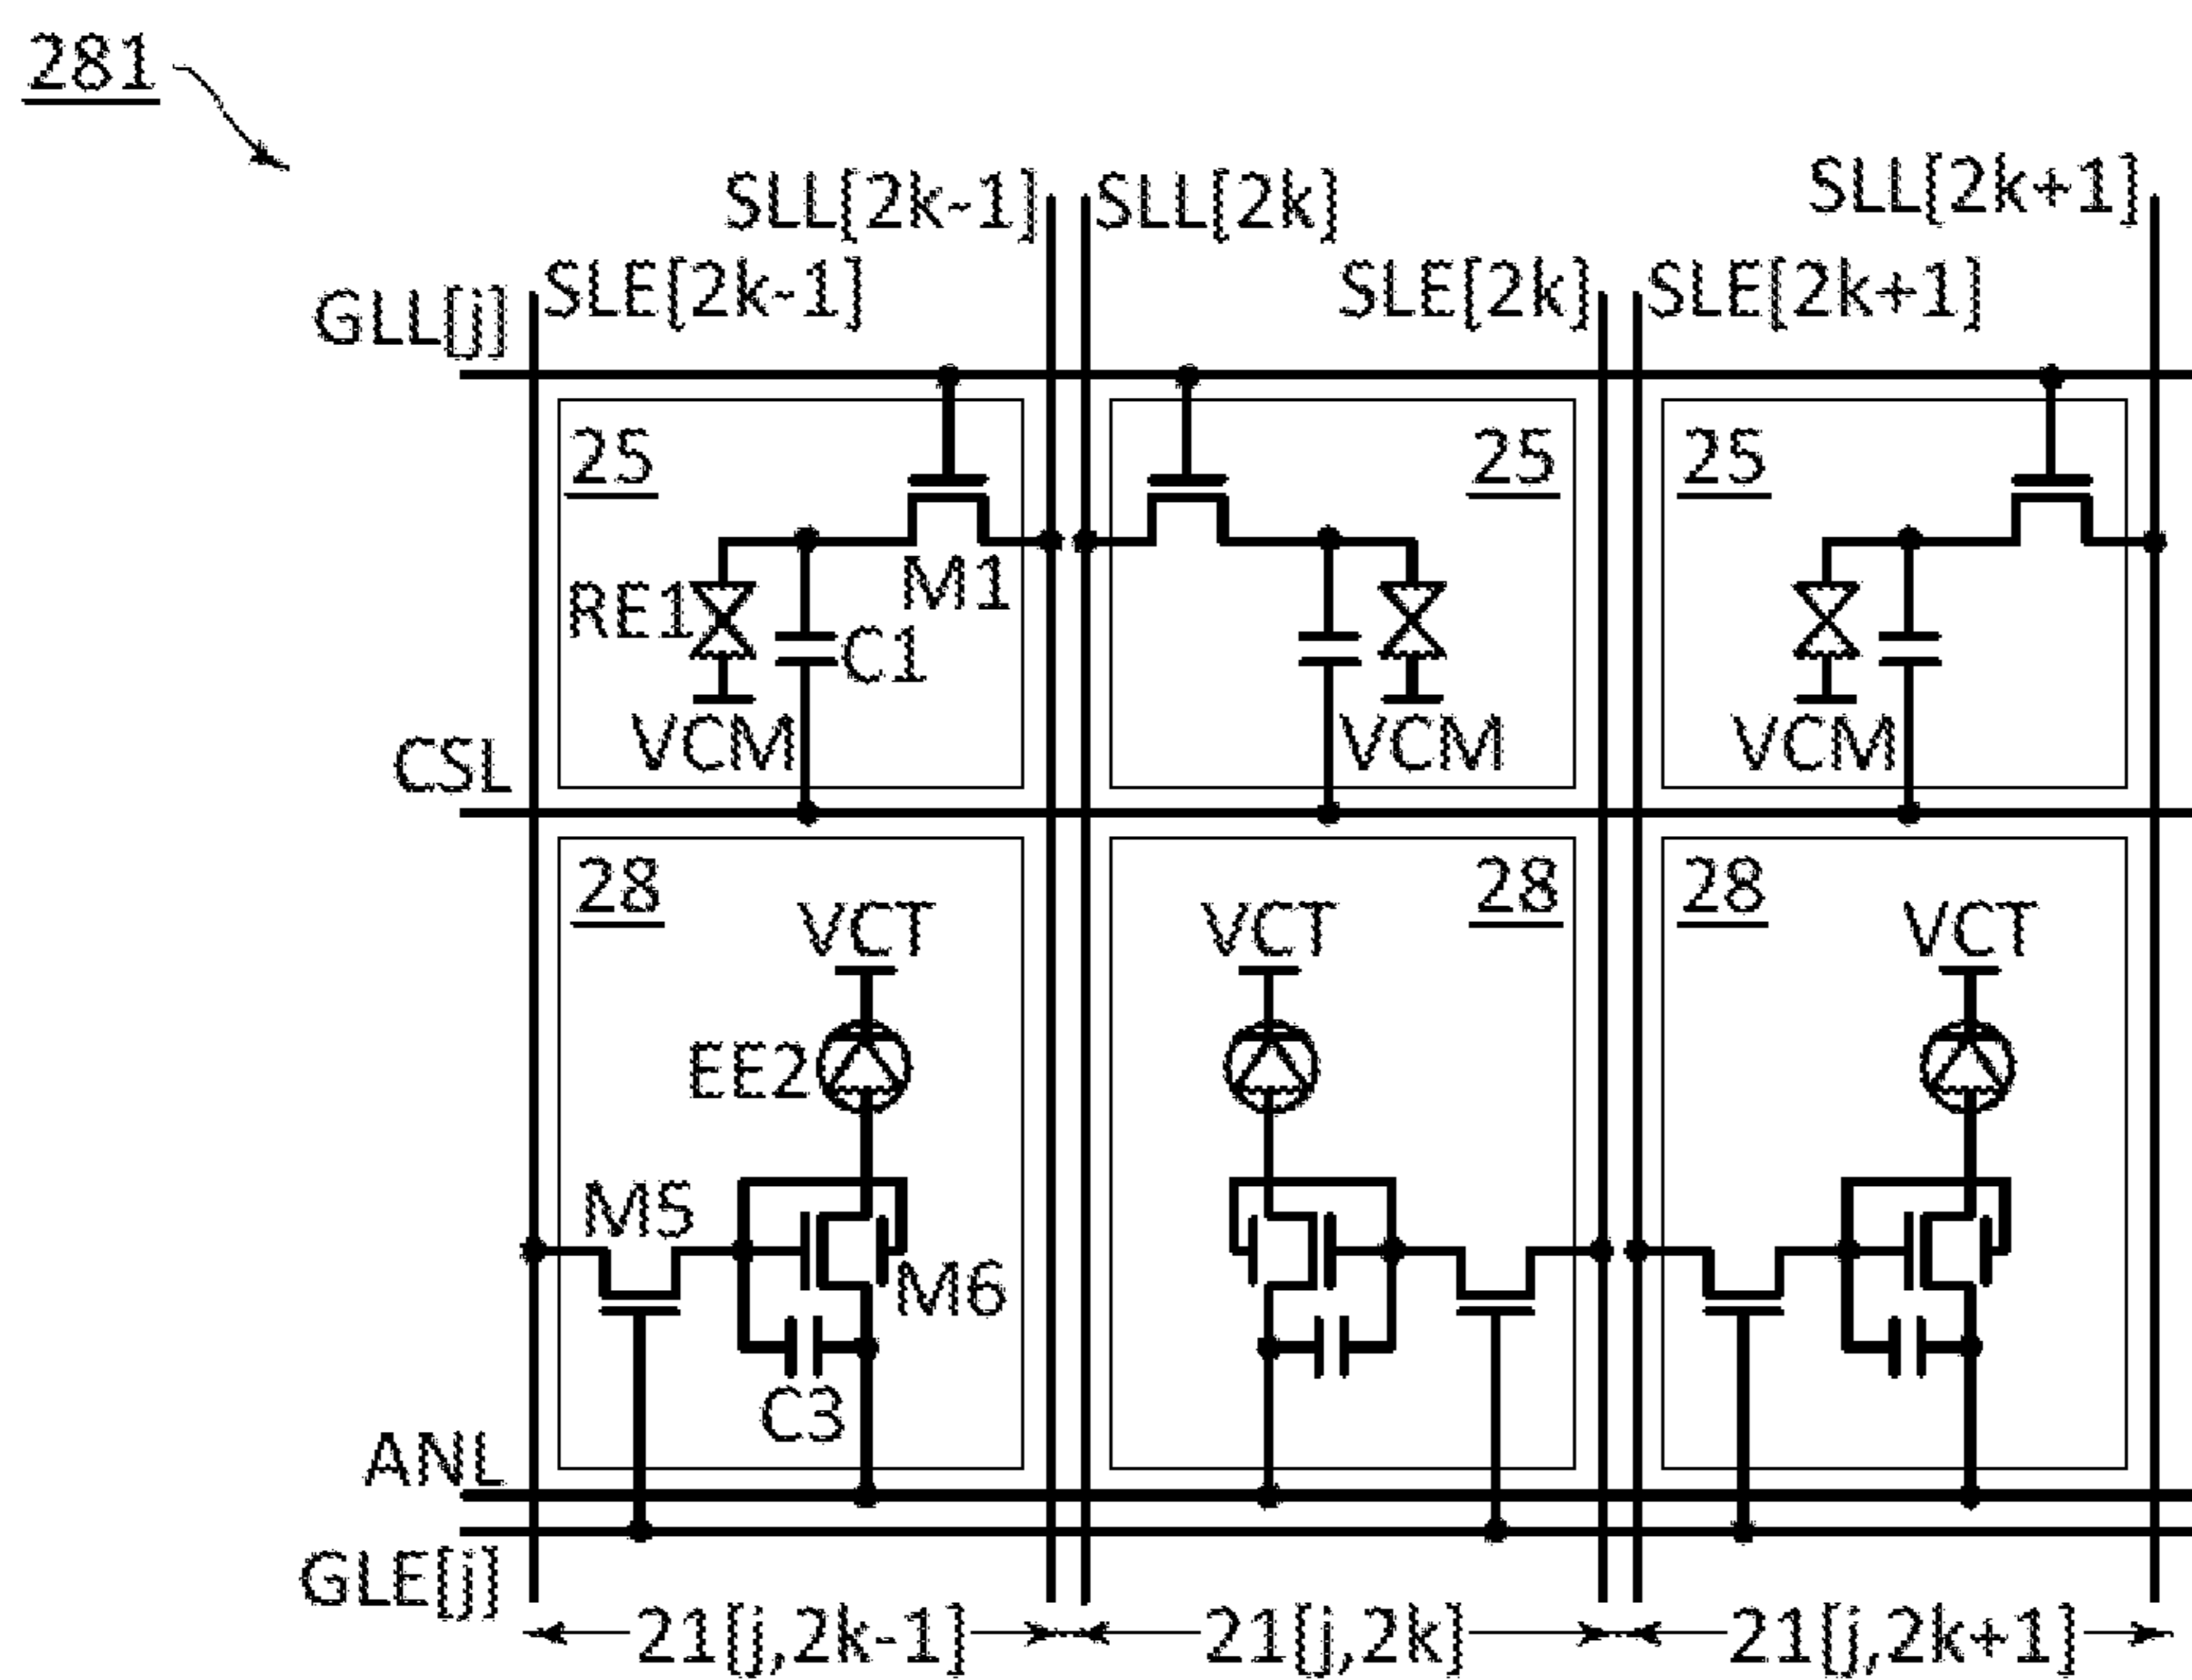 281
SLL[2k-1] SLL[2k] SLL[2k+1]
SLE[2k-1] SLE[2k] SLE[2k+1]
GLL[j]
25 25 25
M1
RE1
C1
VCM VCM VCM
CSL
28 28 28
VCT VCT VCT
EE2
M5
M6
C3
ANL
GLE[j]
21[j,2k-1] 21[j,2k] 21[j,2k+1]